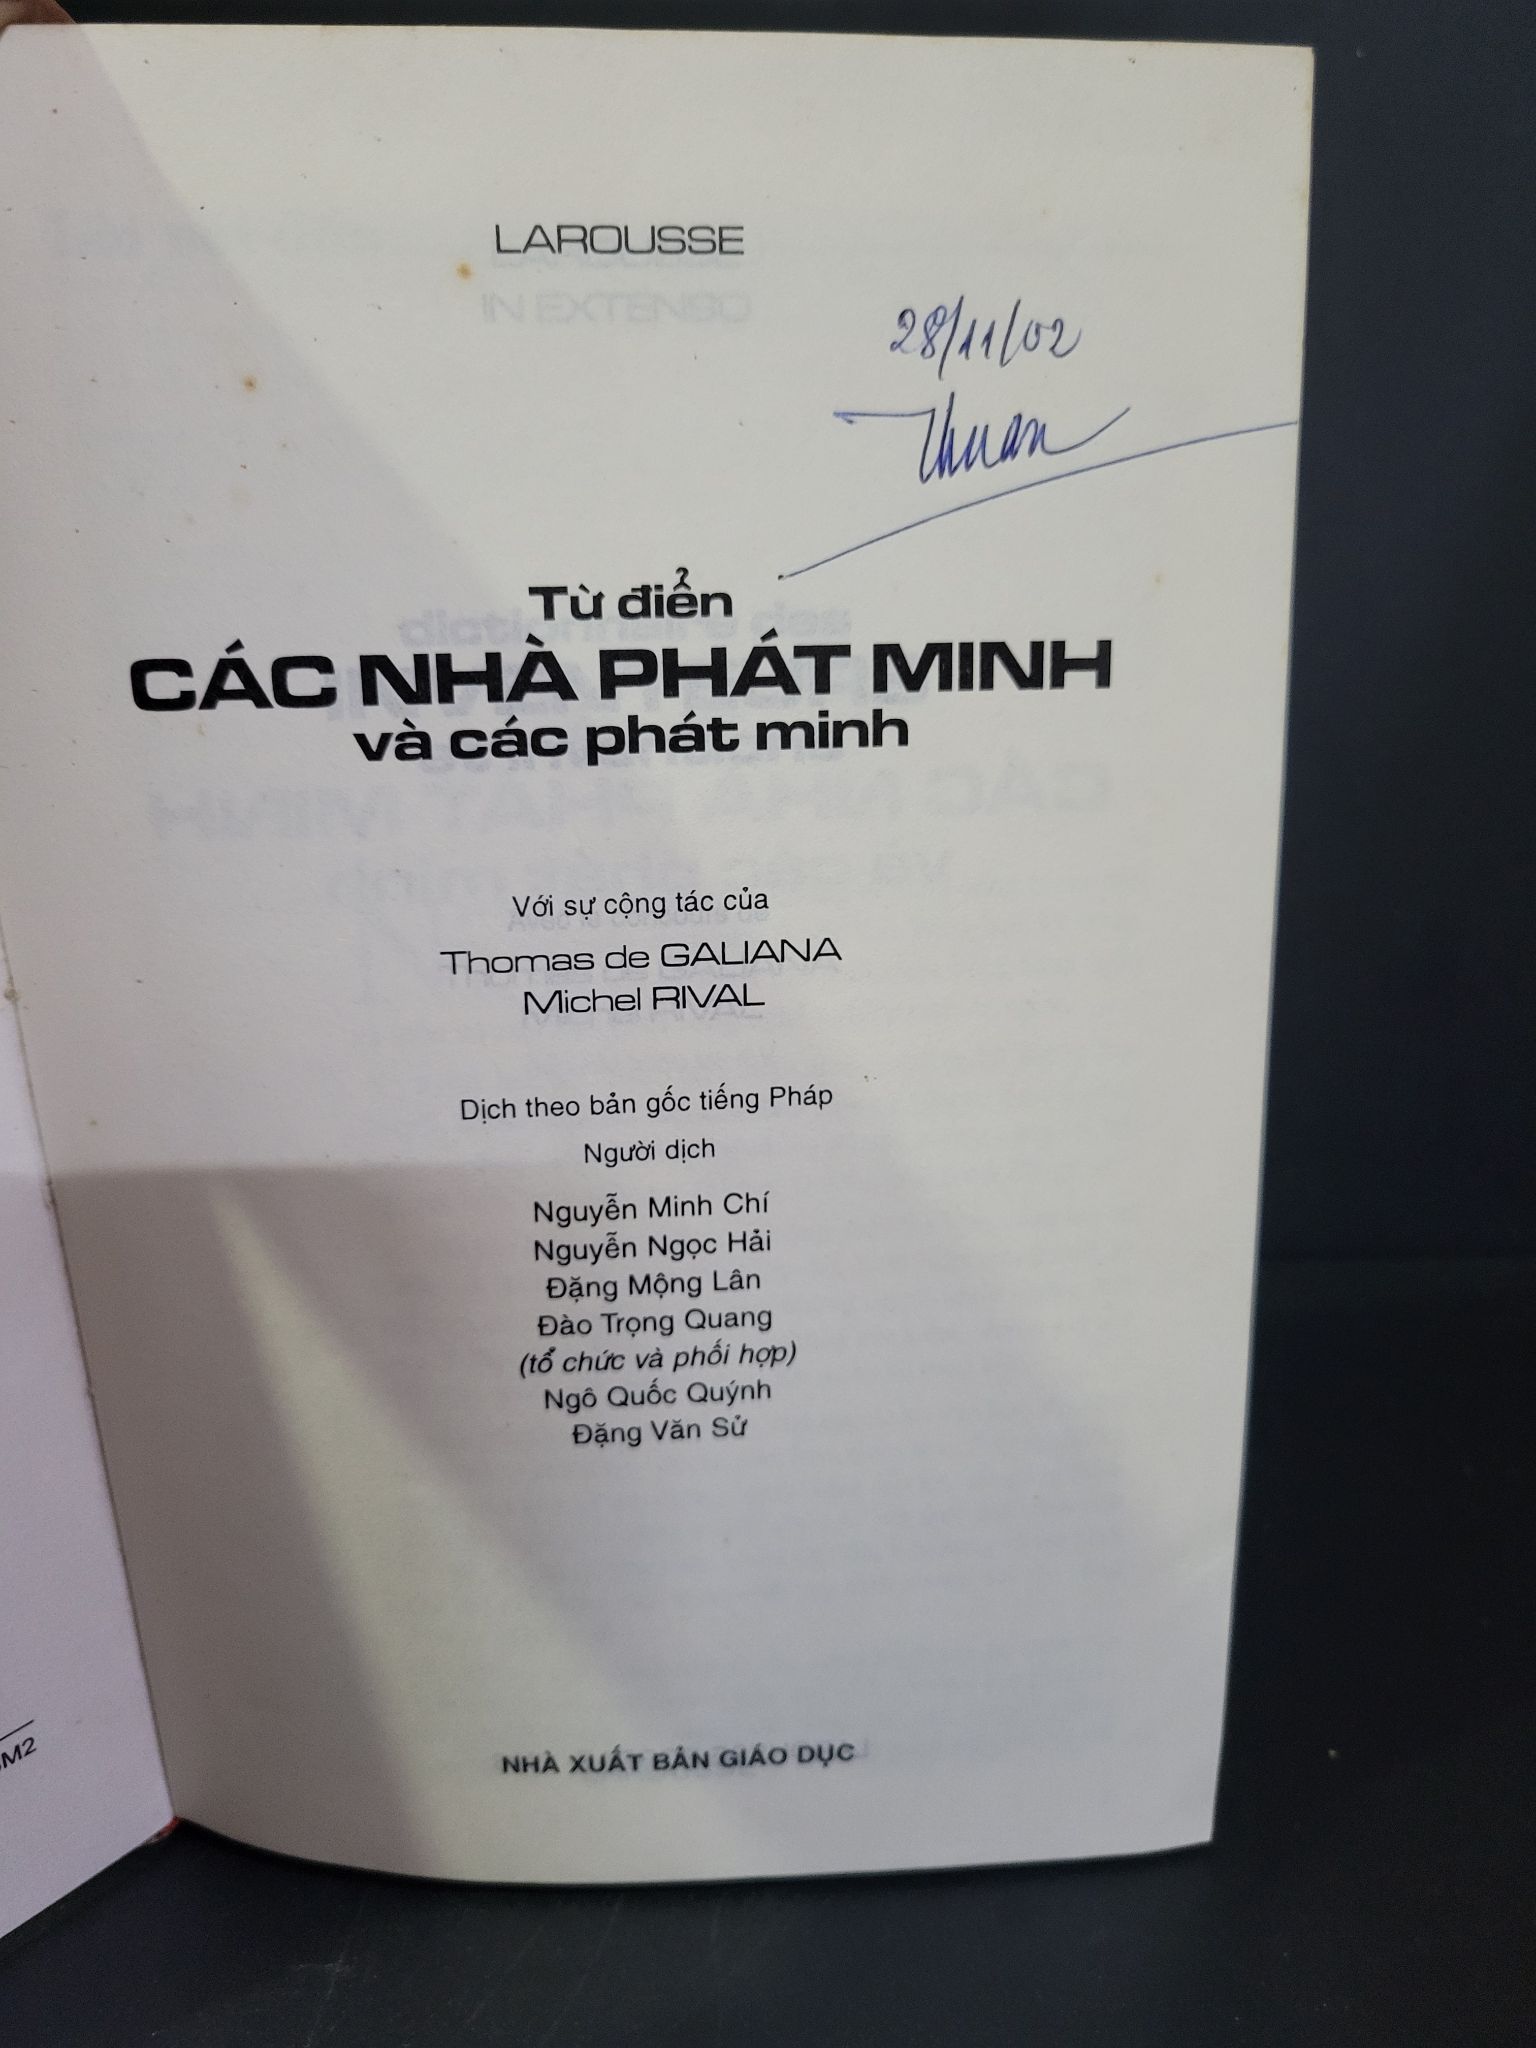 LAROUSSE
28/11/02
Thuan
Từ điển
CÁC NHÀ PHÁT MINH
và các phát minh
Với sự cộng tác của
Thomas de GALIANA
Michel RIVAL
Dịch theo bản gốc tiếng Pháp
Người dịch
Nguyễn Minh Chí
Nguyễn Ngọc Hải
Đặng Mộng Lân
Đào Trọng Quang
(tổ chức và phối hợp)
Ngô Quốc Quýnh
Đặng Văn Sử
NHÀ XUẤT BẢN GIÁO DỤC